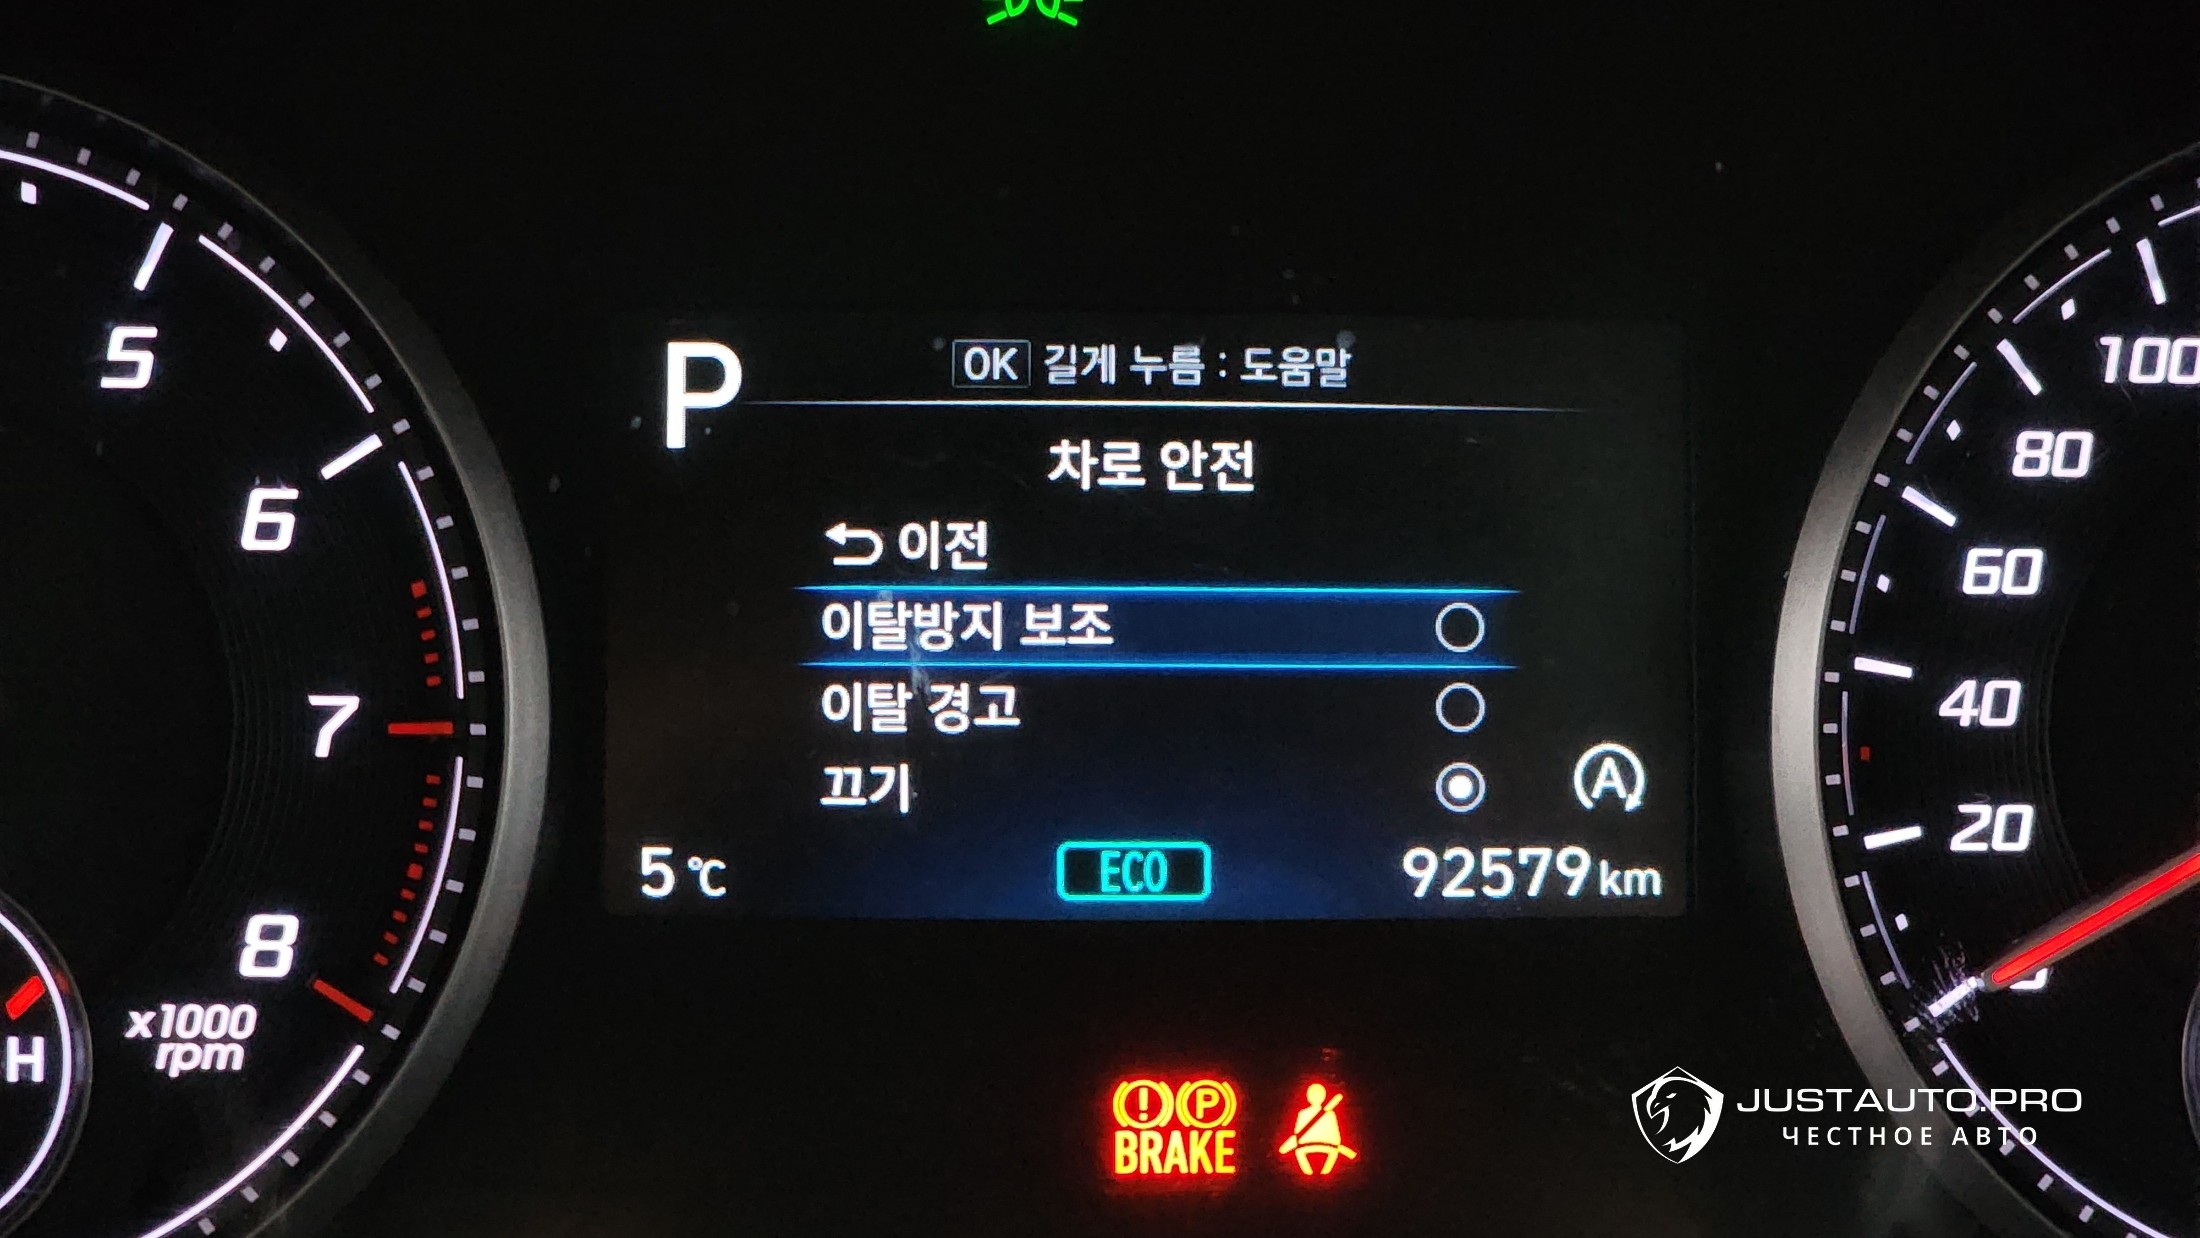 P
OK 길게 누름 : 도움말
차로 안전
이전
이탈방지 보조
이탈 경고
끄기
A
5℃
ECO
92579 km
5
6
7
8
x1000
rpm
H
100
80
60
40
20
0
! P
BRAKE
JUSTAUTO.PRO
ЧЕСТНОЕ АВТО